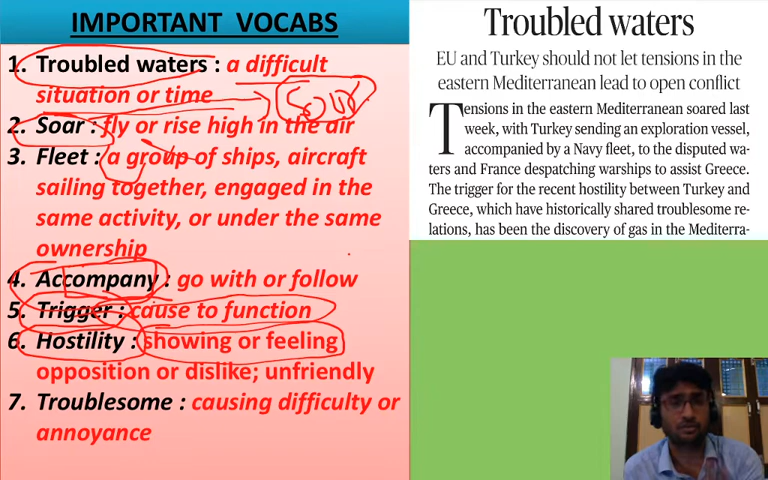 IMPORTANT VOCABS
1. Troubled waters : a difficult
situation or time
2. Soar : fly or rise high in the air
3. Fleet : a group of ships, aircraft
sailing together, engaged in the
same activity, or under the same
ownership
4. Accompany : go with or follow
5. Trigger : cause to function
6. Hostility : showing or feeling
opposition or dislike; unfriendly
7. Troublesome : causing difficulty or
annoyance
Troubled waters
EU and Turkey should not let tensions in the
eastern Mediterranean lead to open conflict
Tensions in the eastern Mediterranean soared last
week, with Turkey sending an exploration vessel,
accompanied by a Navy fleet, to the disputed wa-
ters and France despatching warships to assist Greece.
The trigger for the recent hostility between Turkey and
Greece, which have historically shared troublesome re-
lations, has been the discovery of gas in the Mediterra-